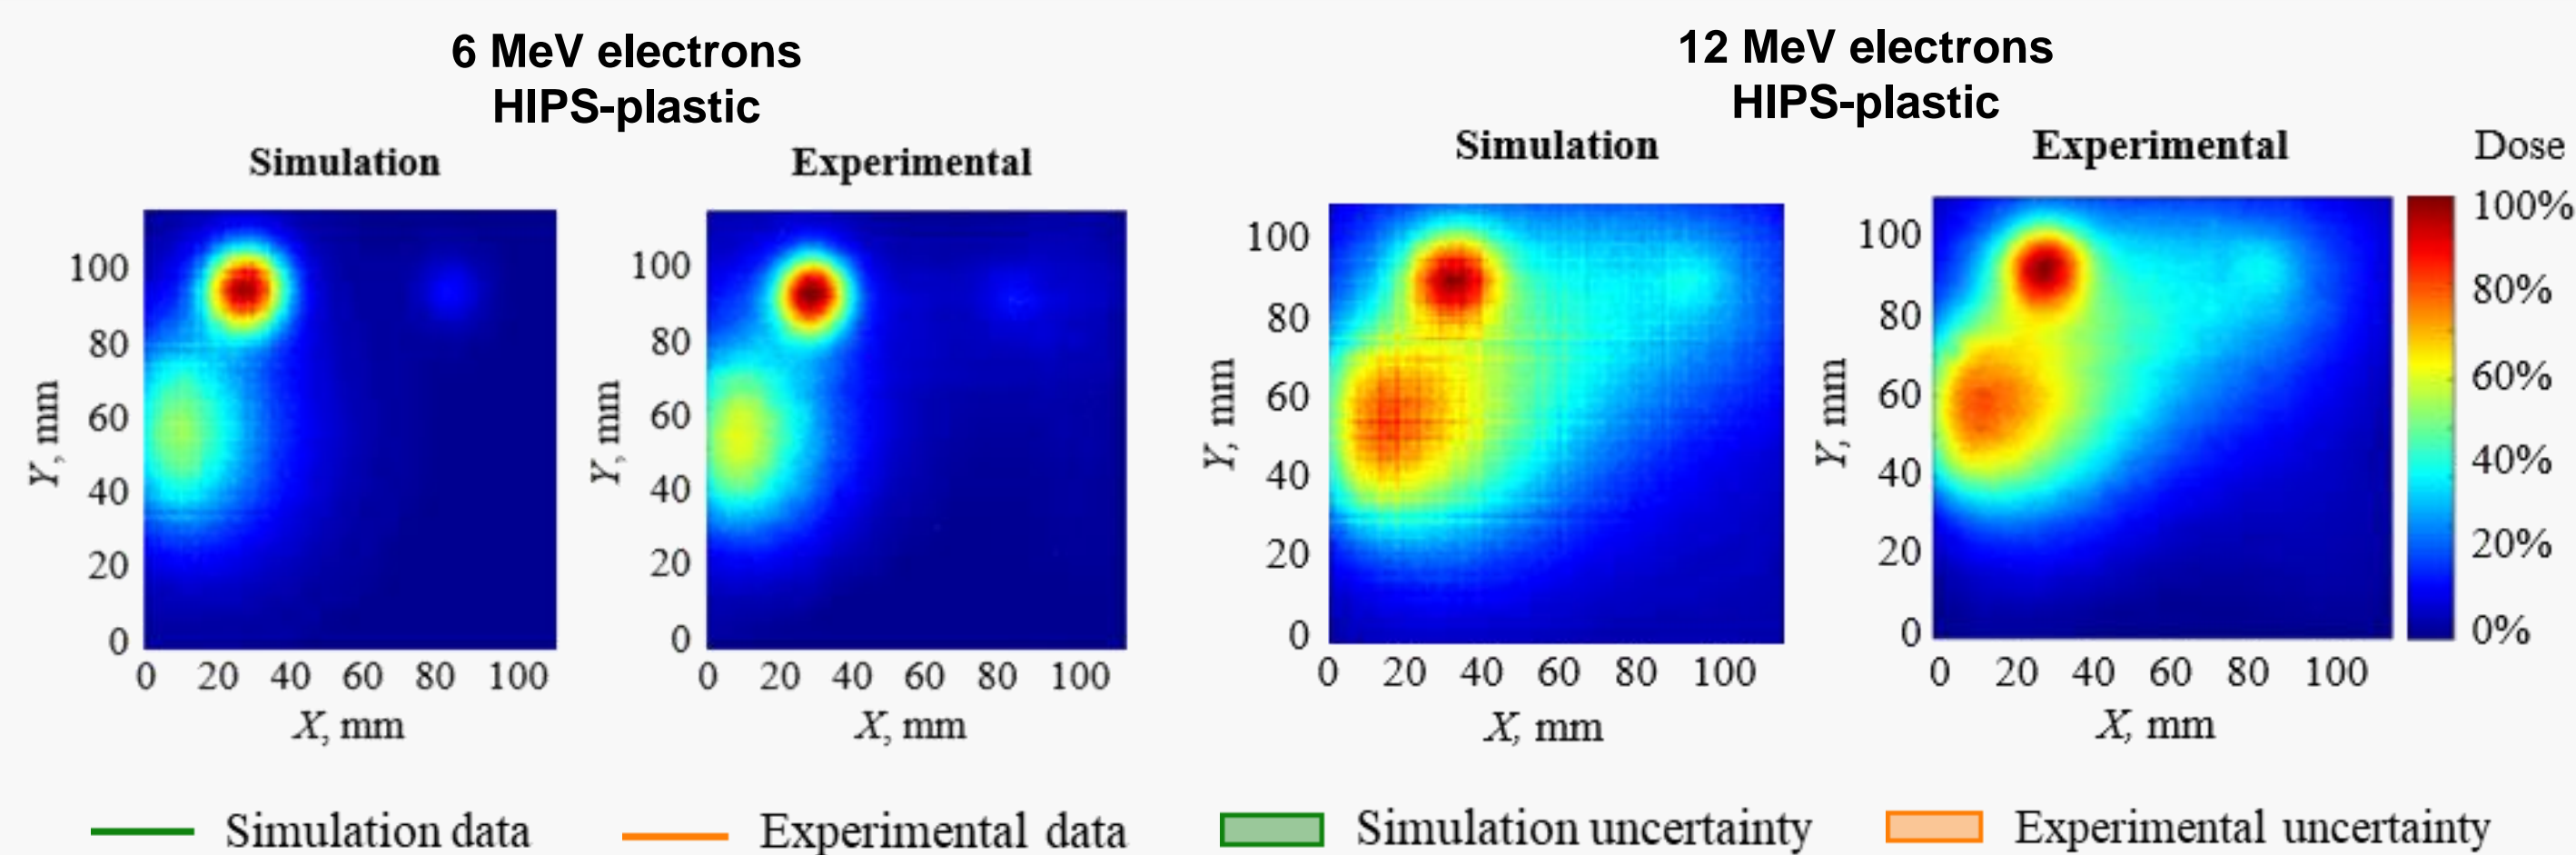 6 MeV electrons
HIPS-plastic
12 MeV electrons
HIPS-plastic
Simulation
Experimental
Simulation
Experimental
Dose
Y, mm
100
80
60
40
20
0
0 20 40 60 80 100
X, mm
Y, mm
100
80
60
40
20
0
0 20 40 60 80 100
X, mm
Y, mm
100
80
60
40
20
0
0 20 40 60 80 100
X, mm
Y, mm
100
80
60
40
20
0
0 20 40 60 80 100
X, mm
100%
80%
60%
40%
20%
0%
Simulation data
Experimental data
Simulation uncertainty
Experimental uncertainty